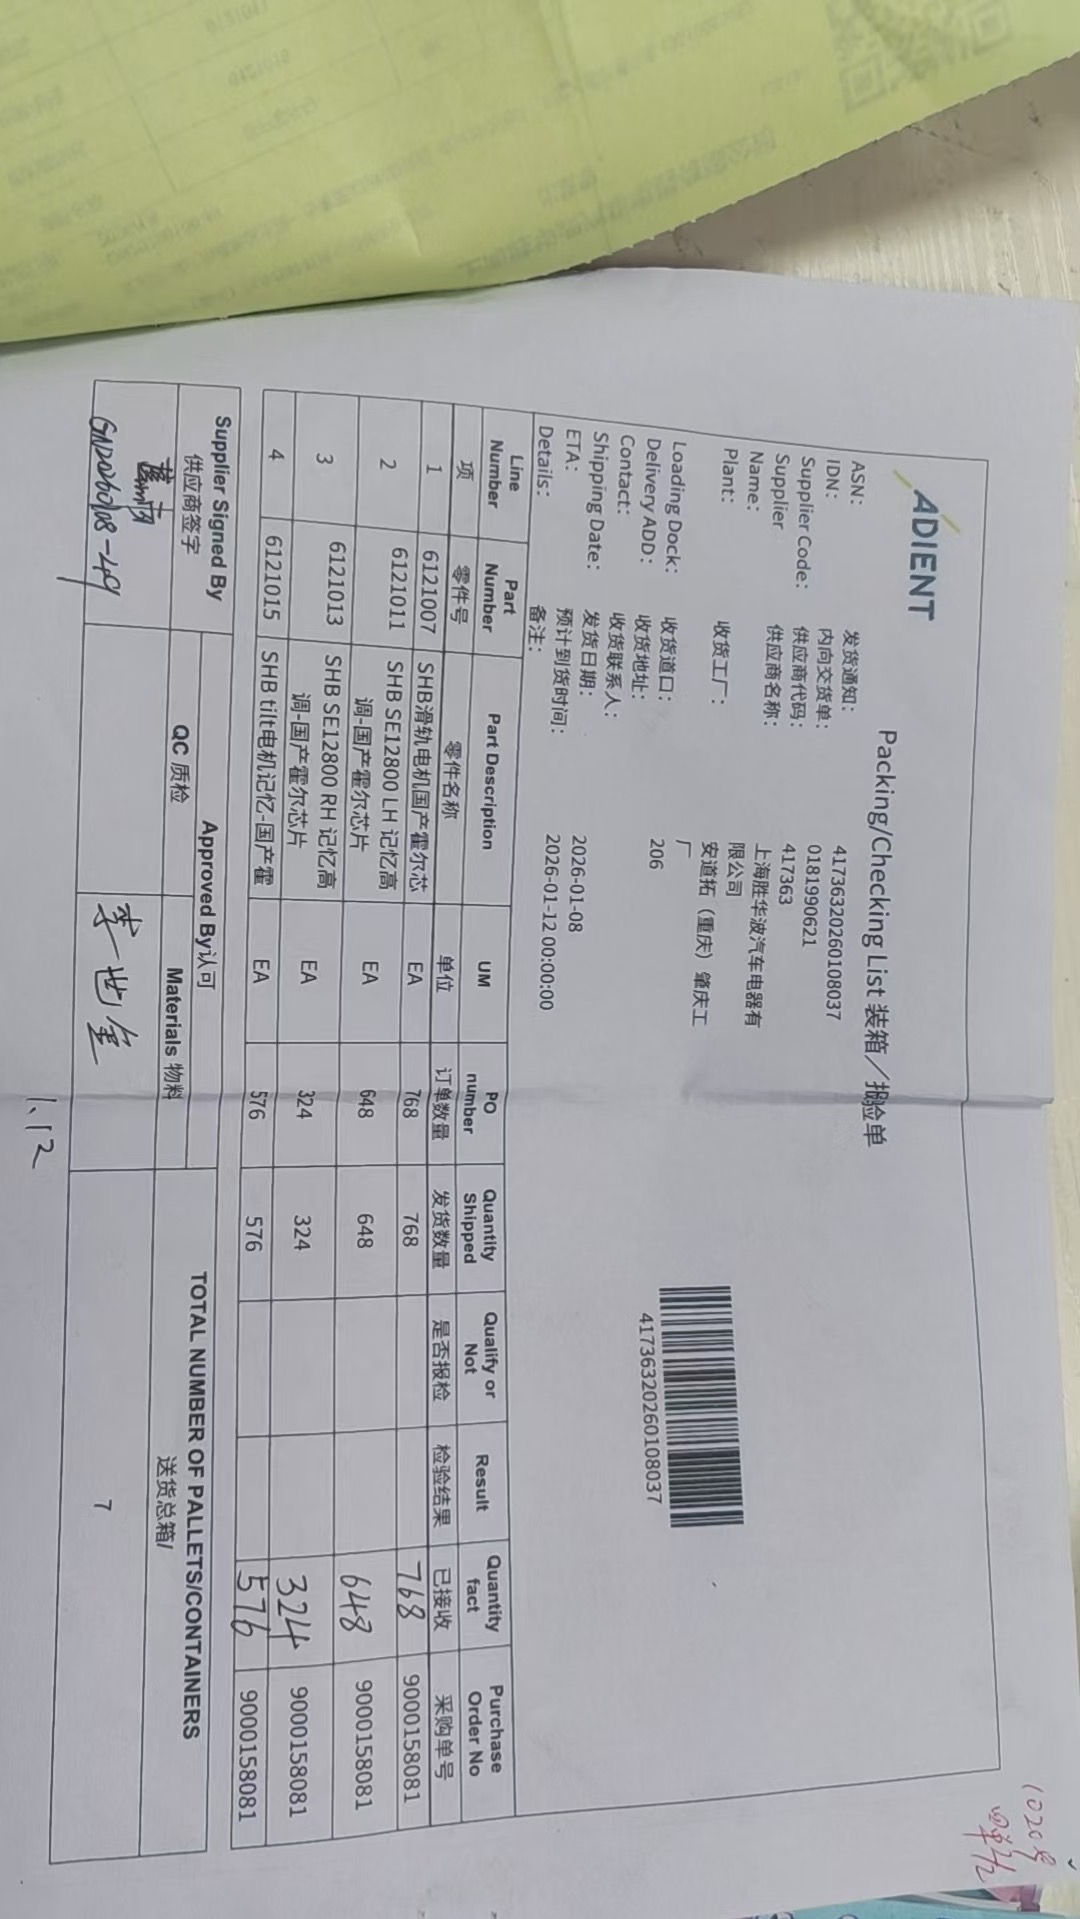 ADIENT
Packing/Checking List 装箱／报验单
ASN: 发货通知: 41736320260108037
IDN: 内向交货单: 0181990621
Supplier Code: 供应商代码: 417363
Supplier Name: 供应商名称: 上海胜华波汽车电器有限公司
Plant: 收货工厂: 安道拓（重庆）肇庆工厂
Loading Dock: 收货道口: 206
Delivery ADD: 收货地址:
Contact: 收货联系人:
Shipping Date: 发货日期: 2026-01-08
ETA: 预计到货时间: 2026-01-12 00:00:00
Details: 备注:
41736320260108037
Line Number Part Number Part Description UM PO number Quantity Shipped Qualify or Not Result Quantity fact Purchase Order No
项 零件号 零件名称 单位 订单数量 发货数量 是否报检 检验结果 已接收 采购单号
1 6121007 SHB滑轨电机国产霍尔芯 EA 768 768 768 9000158081
2 6121011 SHB SE12800 LH 记忆高调-国产霍尔芯片 EA 648 648 648 9000158081
3 6121013 SHB SE12800 RH 记忆高调-国产霍尔芯片 EA 324 324 324 9000158081
4 6121015 SHB tilt电机记忆-国产霍 EA 576 576 576 9000158081
Supplier Signed By Approved By认可 TOTAL NUMBER OF PALLETS/CONTAINERS
供应商签字 QC 质检 Materials 物料 送货总箱/
李世全 7
1.12